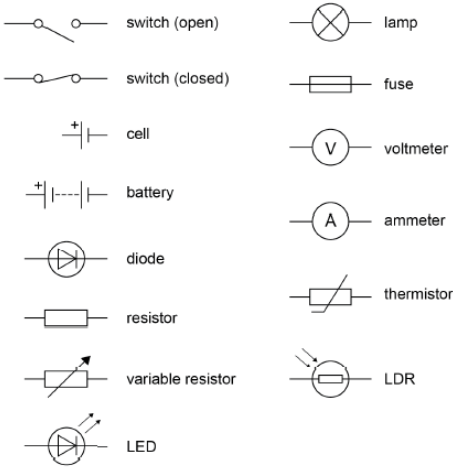 switch (open)
switch (closed)
+
cell
+
battery
diode
resistor
variable resistor
LED
lamp
fuse
V
voltmeter
A
ammeter
thermistor
LDR